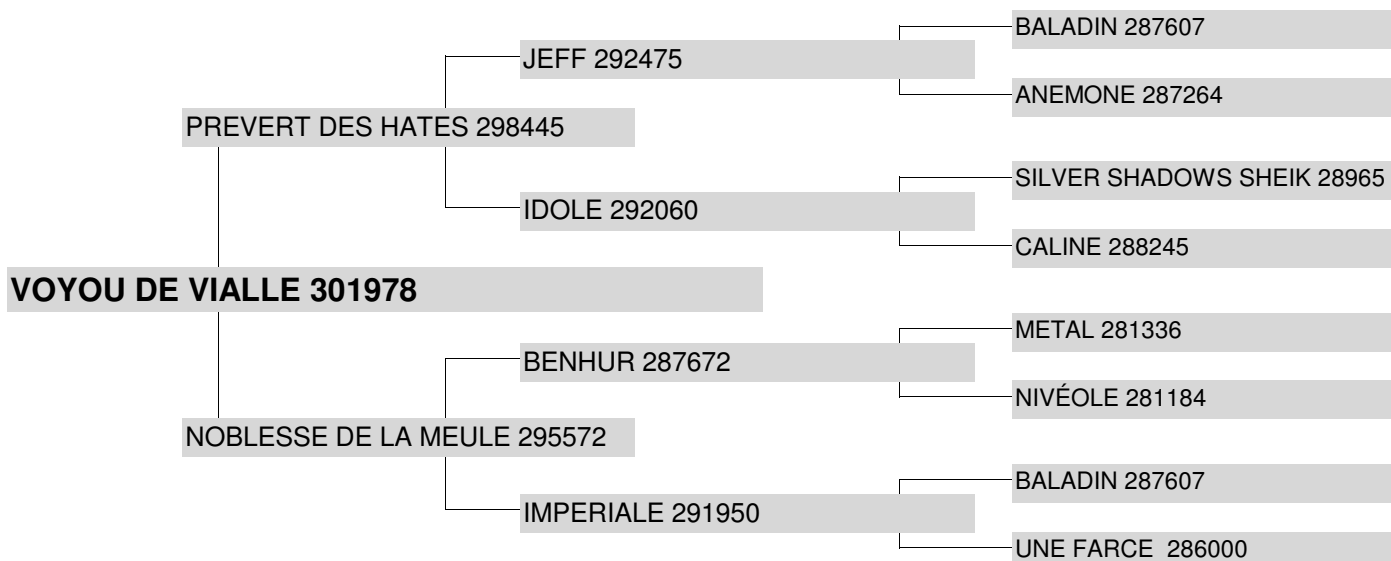 BALADIN 287607
JEFF 292475
ANEMONE 287264
PREVERT DES HATES 298445
SILVER SHADOWS SHEIK 28965
IDOLE 292060
CALINE 288245
VOYOU DE VIALLE 301978
METAL 281336
BENHUR 287672
NIVÉOLE 281184
NOBLESSE DE LA MEULE 295572
BALADIN 287607
IMPERIALE 291950
UNE FARCE 286000